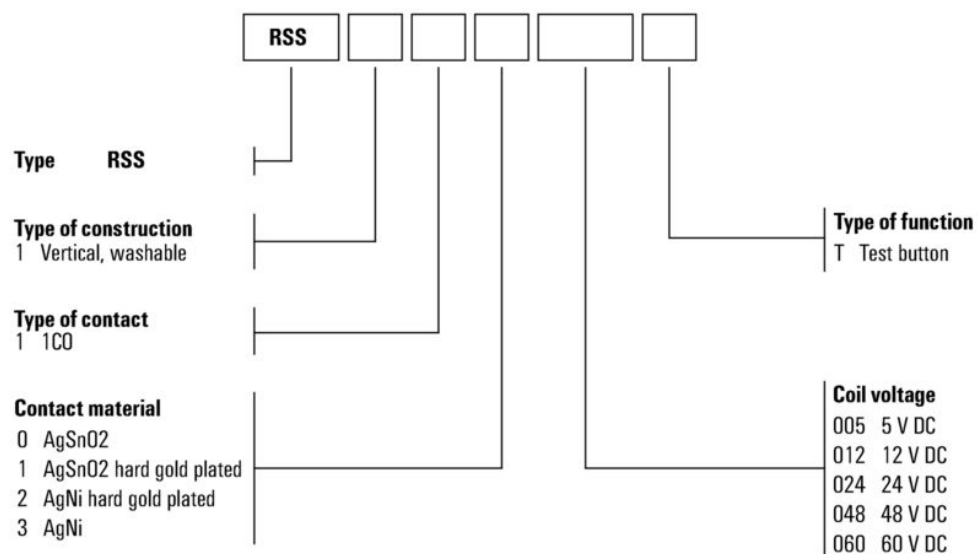 RSS
Type RSS
Type of construction
1 Vertical, washable
Type of contact
1 1CO
Contact material
0 AgSnO2
1 AgSnO2 hard gold plated
2 AgNi hard gold plated
3 AgNi
Type of function
T Test button
Coil voltage
005 5 V DC
012 12 V DC
024 24 V DC
048 48 V DC
060 60 V DC